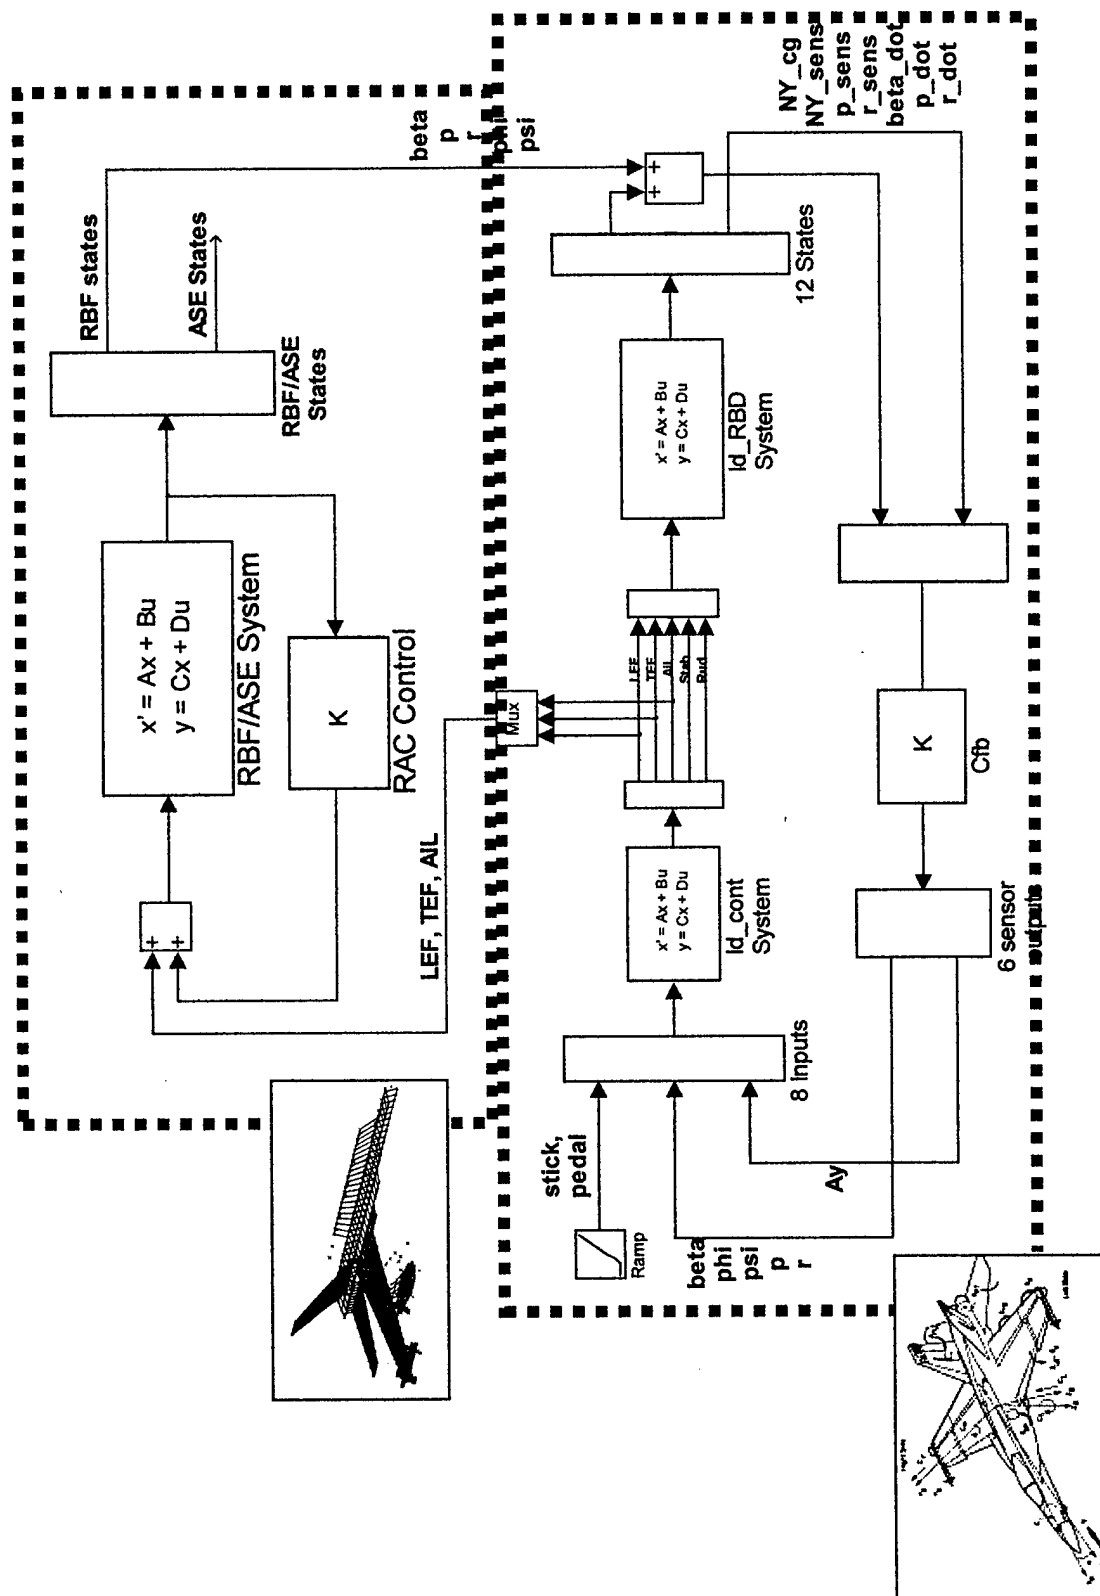 RBF states
ASE States
RBF/ASE
States
x' = Ax + Bu
y = Cx + Du
RBF/ASE System
K
RAC Control
+
+
LEF, TEF, AIL
beta
p
r
phi
psi
NY_cg
NY_sens
p_sens
r_sens
beta_dot
p_dot
r_dot
+
+
12 States
x' = Ax + Bu
y = Cx + Du
Id_RBD
System
Mux
LEF
TEF
Ail
Stab
Rud
x' = Ax + Bu
y = Cx + Du
Id_cont
System
8 Inputs
stick,
pedal
Ramp
beta
phi
psi
p
r
Ay
K
Cfb
6 sensor
outputs